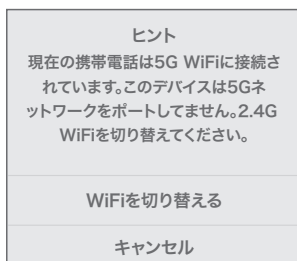 ヒント
現在の携帯電話は5G WiFiに接続さ
れています。このデバイスは5Gネ
ットワークをポートしてません。2.4G
WiFiを切り替えてください。
WiFiを切り替える
キャンセル